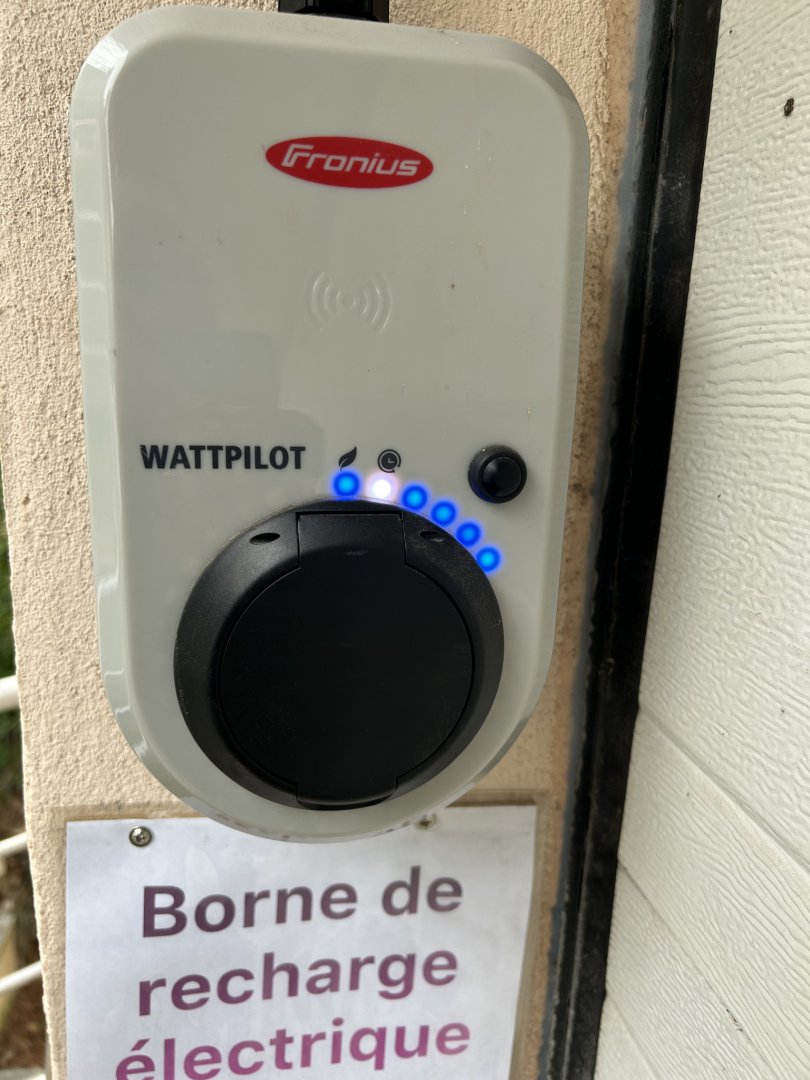 Fronius
WATTPILOT
Borne de
recharge
électrique